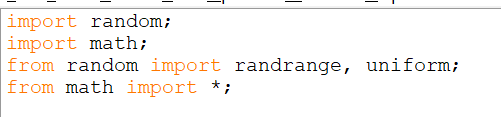 import random;
import math;
from random import randrange, uniform;
from math import *;